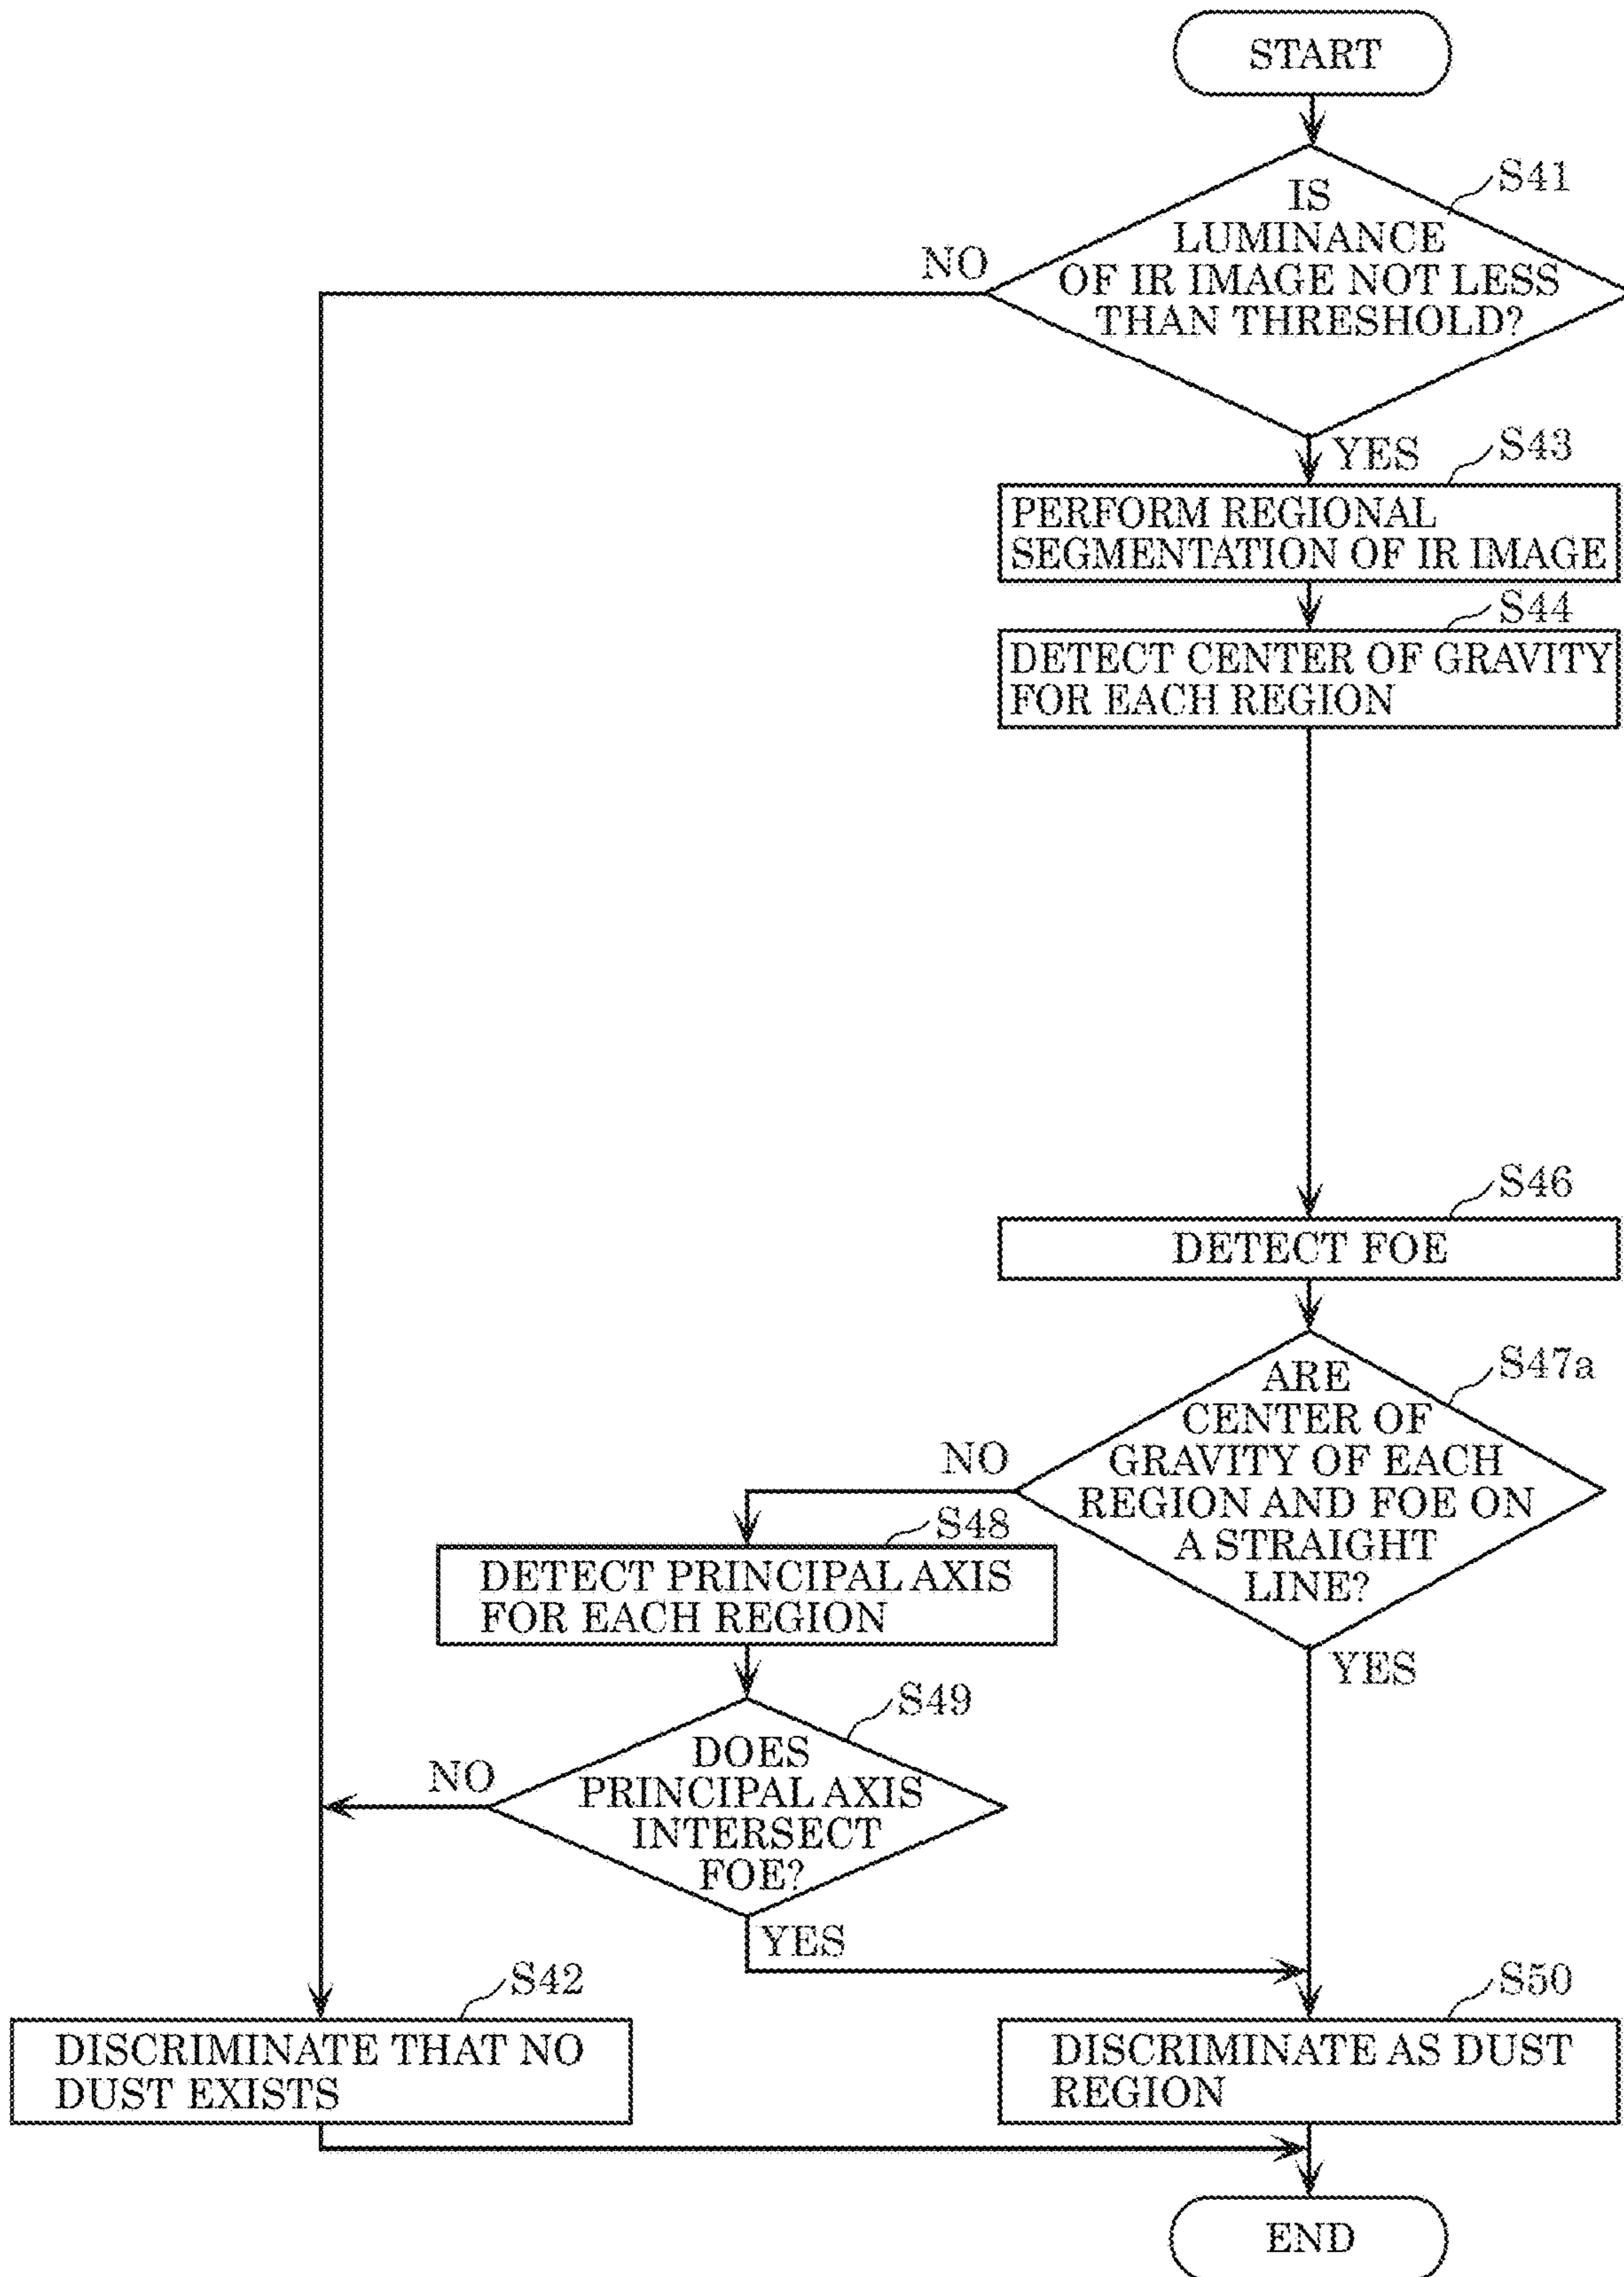 START
S41
IS
LUMINANCE
OF IR IMAGE NOT LESS
THAN THRESHOLD?
NO
YES
S43
PERFORM REGIONAL
SEGMENTATION OF IR IMAGE
S44
DETECT CENTER OF GRAVITY
FOR EACH REGION
S46
DETECT FOE
S47a
ARE
CENTER OF
GRAVITY OF EACH
REGION AND FOE ON
A STRAIGHT
LINE?
NO
YES
S48
DETECT PRINCIPAL AXIS
FOR EACH REGION
S49
DOES
PRINCIPAL AXIS
INTERSECT
FOE?
NO
YES
S42
DISCRIMINATE THAT NO
DUST EXISTS
S50
DISCRIMINATE AS DUST
REGION
END